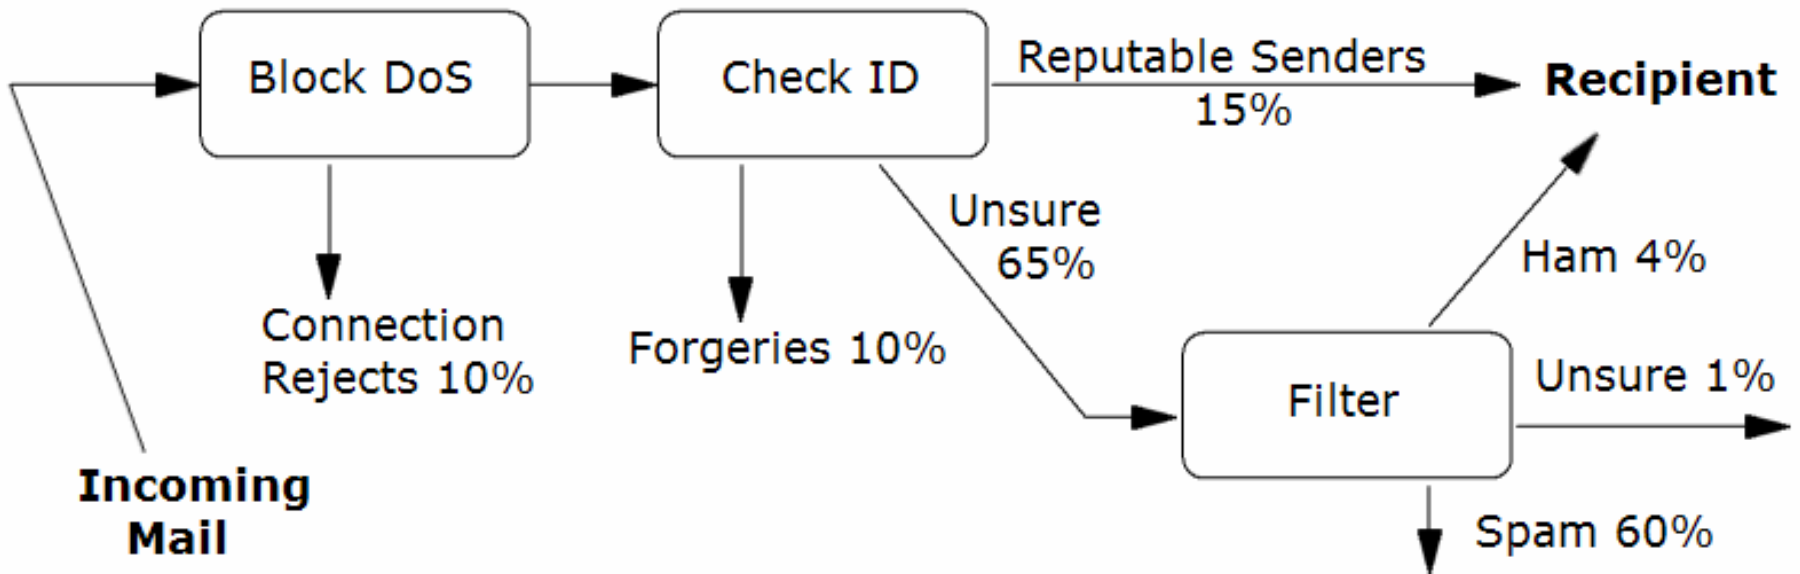 Block DoS
Check ID
Reputable Senders
15%
Recipient
Unsure
65%
Ham 4%
Connection
Rejects 10%
Forgeries 10%
Filter
Unsure 1%
Incoming
Mail
Spam 60%